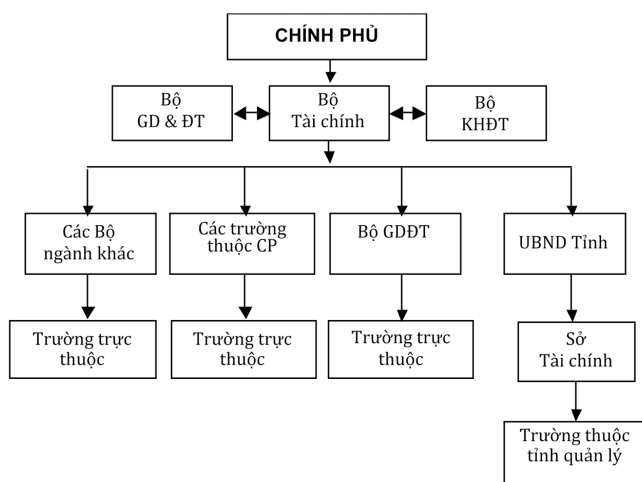 CHÍNH PHỦ
Bộ
GD & ĐT
Bộ
Tài chính
Bộ
KHĐT
Các Bộ
ngành khác
Các trường
thuộc CP
Bộ GDĐT
UBND Tỉnh
Trường trực
thuộc
Trường trực
thuộc
Trường trực
thuộc
Sở
Tài chính
Trường thuộc
tỉnh quản lý